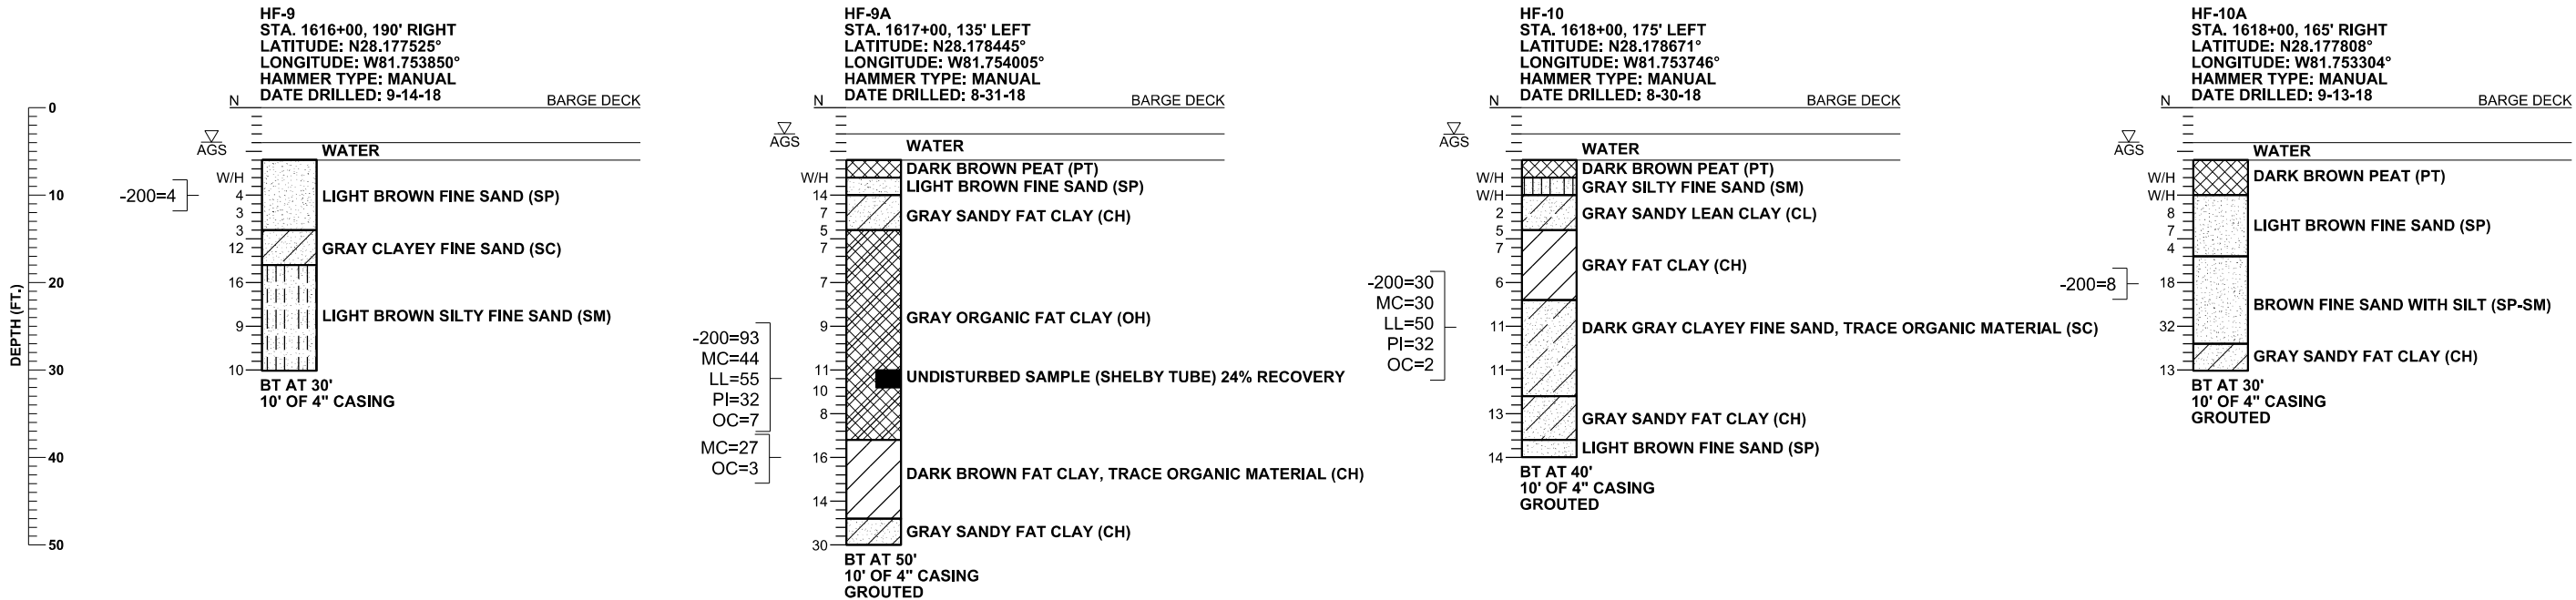 DEPTH (FT.)
0
10
20
30
40
50
HF-9
STA. 1616+00, 190' RIGHT
LATITUDE: N28.177525°
LONGITUDE: W81.753850°
HAMMER TYPE: MANUAL
N DATE DRILLED: 9-14-18 BARGE DECK
AGS
WATER
W/H
-200=4
4
LIGHT BROWN FINE SAND (SP)
3
3
12
GRAY CLAYEY FINE SAND (SC)
16
LIGHT BROWN SILTY FINE SAND (SM)
9
10
BT AT 30'
10' OF 4" CASING
HF-9A
STA. 1617+00, 135' LEFT
LATITUDE: N28.178445°
LONGITUDE: W81.754005°
HAMMER TYPE: MANUAL
N DATE DRILLED: 8-31-18 BARGE DECK
AGS
WATER
DARK BROWN PEAT (PT)
W/H
LIGHT BROWN FINE SAND (SP)
14
7
GRAY SANDY FAT CLAY (CH)
5
7
7
GRAY ORGANIC FAT CLAY (OH)
9
-200=93
MC=44
LL=55
PI=32
OC=7
11
UNDISTURBED SAMPLE (SHELBY TUBE) 24% RECOVERY
10
8
MC=27
OC=3
16
DARK BROWN FAT CLAY, TRACE ORGANIC MATERIAL (CH)
14
GRAY SANDY FAT CLAY (CH)
30
BT AT 50'
10' OF 4" CASING
GROUTED
HF-10
STA. 1618+00, 175' LEFT
LATITUDE: N28.178671°
LONGITUDE: W81.753746°
HAMMER TYPE: MANUAL
N DATE DRILLED: 8-30-18 BARGE DECK
AGS
WATER
DARK BROWN PEAT (PT)
W/H
GRAY SILTY FINE SAND (SM)
W/H
2
GRAY SANDY LEAN CLAY (CL)
5
7
GRAY FAT CLAY (CH)
6
-200=30
MC=30
LL=50
PI=32
OC=2
11
DARK GRAY CLAYEY FINE SAND, TRACE ORGANIC MATERIAL (SC)
11
13
GRAY SANDY FAT CLAY (CH)
LIGHT BROWN FINE SAND (SP)
14
BT AT 40'
10' OF 4" CASING
GROUTED
HF-10A
STA. 1618+00, 165' RIGHT
LATITUDE: N28.177808°
LONGITUDE: W81.753304°
HAMMER TYPE: MANUAL
N DATE DRILLED: 9-13-18 BARGE DECK
AGS
WATER
W/H
DARK BROWN PEAT (PT)
W/H
8
LIGHT BROWN FINE SAND (SP)
7
4
-200=8
18
BROWN FINE SAND WITH SILT (SP-SM)
32
GRAY SANDY FAT CLAY (CH)
13
BT AT 30'
10' OF 4" CASING
GROUTED